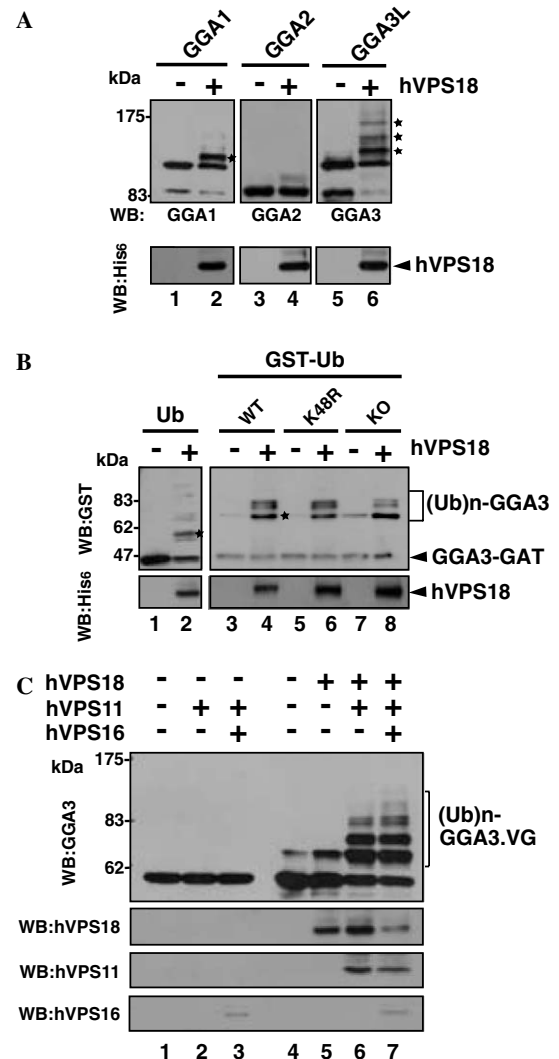 A
GGA1 GGA2 GGA3L
kDa - + - + - + hVPS18
175-
83-
WB: GGA1 GGA2 GGA3
WB:His6 hVPS18
1 2 3 4 5 6
B
GST-Ub
Ub WT K48R KO
kDa - + - + - + - + hVPS18
WB:GST
83-
62-
47-
(Ub)n-GGA3
GGA3-GAT
WB:His6 hVPS18
1 2 3 4 5 6 7 8
C
hVPS18 - - - - + + +
hVPS11 - + + - - + +
hVPS16 - - + - - - +
kDa
175-
83-
62-
WB:GGA3
(Ub)n-
GGA3.VG
WB:hVPS18
WB:hVPS11
WB:hVPS16
1 2 3 4 5 6 7